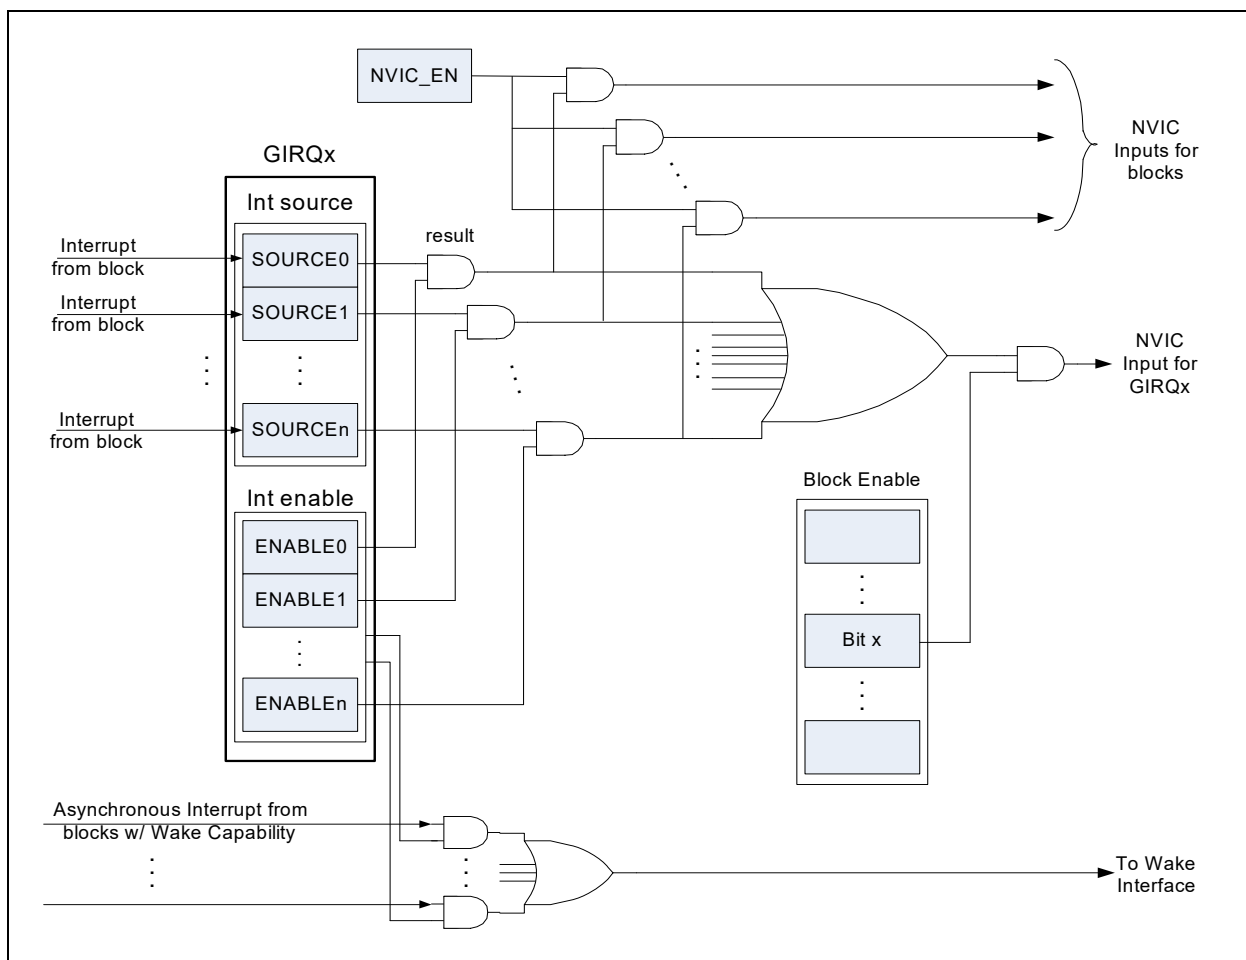 NVIC_EN
NVIC
Inputs for
blocks
GIRQx
Int source
result
Interrupt
from block
SOURCE0
Interrupt
from block
SOURCE1
NVIC
Input for
GIRQx
Interrupt
from block
SOURCEn
Block Enable
Int enable
ENABLE0
ENABLE1
Bit x
ENABLEn
Asynchronous Interrupt from
blocks w/ Wake Capability
To Wake
Interface